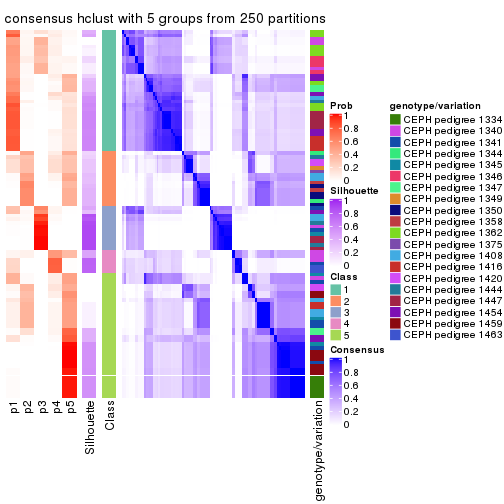 consensus hclust with 5 groups from 250 partitions
p1
p2
p3
p4
p5
Silhouette
Class
genotype/variation
Prob
1
0.8
0.6
0.4
0.2
0
Silhouette
1
0.8
0.6
0.4
0.2
0
Class
1
2
3
4
5
Consensus
1
0.8
0.6
0.4
0.2
0
genotype/variation
CEPH pedigree 1334
CEPH pedigree 1340
CEPH pedigree 1341
CEPH pedigree 1344
CEPH pedigree 1345
CEPH pedigree 1346
CEPH pedigree 1347
CEPH pedigree 1349
CEPH pedigree 1350
CEPH pedigree 1358
CEPH pedigree 1362
CEPH pedigree 1375
CEPH pedigree 1408
CEPH pedigree 1416
CEPH pedigree 1420
CEPH pedigree 1444
CEPH pedigree 1447
CEPH pedigree 1454
CEPH pedigree 1459
CEPH pedigree 1463